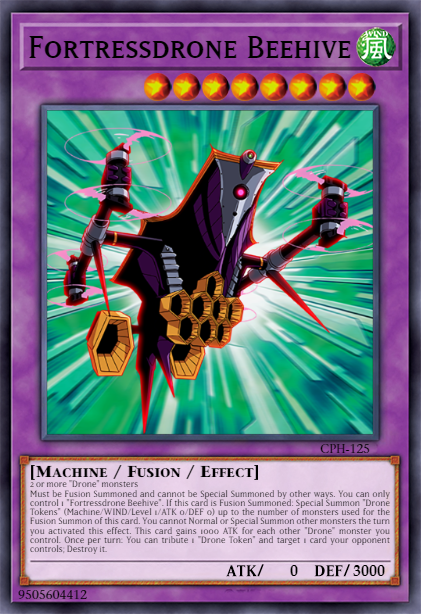 Fortressdrone Beehive
WIND
風
CPH-125
[Machine / Fusion / Effect]
2 or more "Drone" monsters
Must be Fusion Summoned and cannot be Special Summoned by other ways. You can only
control 1 "Fortressdrone Beehive". If this card is Fusion Summoned: Special Summon "Drone
Tokens" (Machine/WIND/Level 1/ATK 0/DEF 0) up to the number of monsters used for the
Fusion Summon of this card. You cannot Normal or Special Summon other monsters the turn
you activated this effect. This card gains 1000 ATK for each other "Drone" monster you
control. Once per turn: You can tribute 1 "Drone Token" and target 1 card your opponent
controls; Destroy it.
ATK/ 0 DEF/3000
9505604412